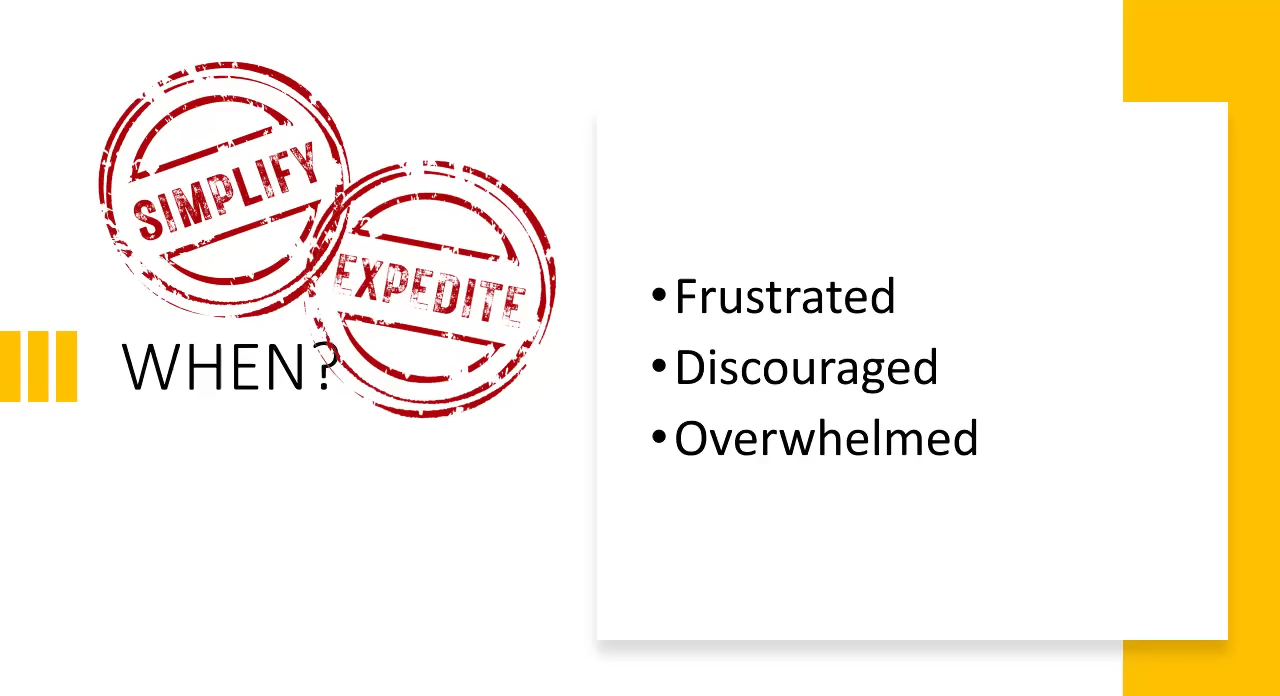 SIMPLIFY
EXPEDITE
WHEN?
•Frustrated
•Discouraged
•Overwhelmed